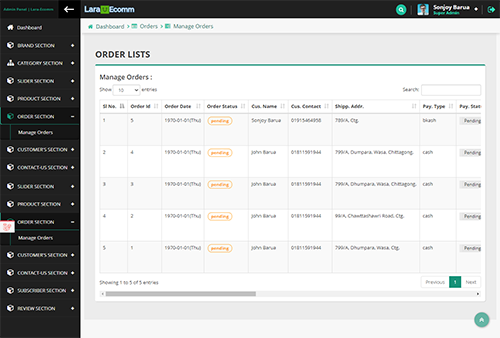 Admin Panel | Lara-Ecomm
Lara Ecomm
Sonjoy Barua
Super Admin
Dashboard
BRAND SECTION
CATEGORY SECTION
SLIDER SECTION
PRODUCT SECTION
ORDER SECTION
Manage Orders
CUSTOMER'S SECTION
CONTACT-US SECTION
SLIDER SECTION
PRODUCT SECTION
ORDER SECTION
Manage Orders
CUSTOMER'S SECTION
CONTACT-US SECTION
SUBSCRIBER SECTION
REVIEW SECTION
Dashboard > Orders > Manage Orders
ORDER LISTS
Manage Orders :
Show 10 entries Search:
Sl No. Order Id Order Date Order Status Cus. Name Cus. Contact Shipp. Addr. Pay. Type Pay. Stat
1 5 1970-01-01(Thu) pending Sonjoy Barua 01915464958 789/A, Ctg. bkash Pending
2 4 1970-01-01(Thu) pending John Barua 01811591944 799/A, Dumpara, Wasa, Chittagong, cash Pending
3 3 1970-01-01(Thu) pending John Barua 01811591944 799/A, Oumpara, Wasa, Chittagong, cash Pending
4 2 1970-01-01(Thu) pending John Barua 01811591944 99/A, Chawttashawn Road, Ctg. cash Pending
5 1 1970-01-01(Thu) pending John Barua 01811591944 799/A, Dumpara, Wasa, Ctg. cash Pending
Showing 1 to 5 of 5 entries
Previous 1 Next